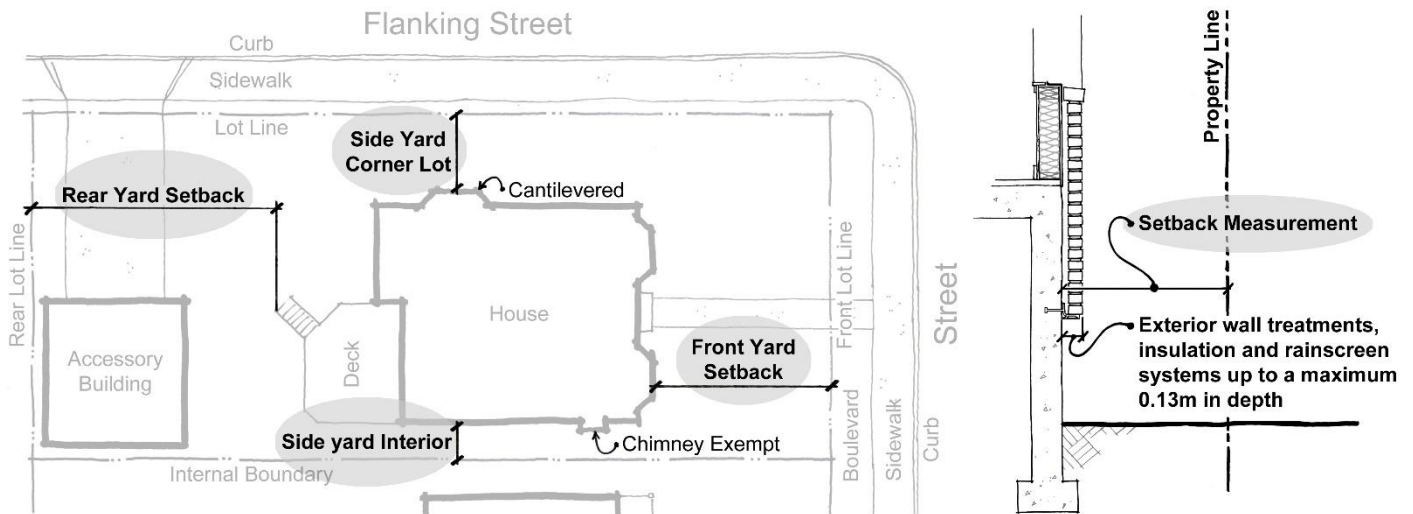 Flanking Street
Curb
Sidewalk
Lot Line
Side Yard
Corner Lot
Rear Yard Setback
Cantilevered
Rear Lot Line
House
Front Lot Line
Street
Accessory
Building
Deck
Front Yard
Setback
Side yard Interior
Chimney Exempt
Internal Boundary
Boulevard
Sidewalk
Curb
Property Line
Setback Measurement
Exterior wall treatments,
insulation and rainscreen
systems up to a maximum
0.13m in depth